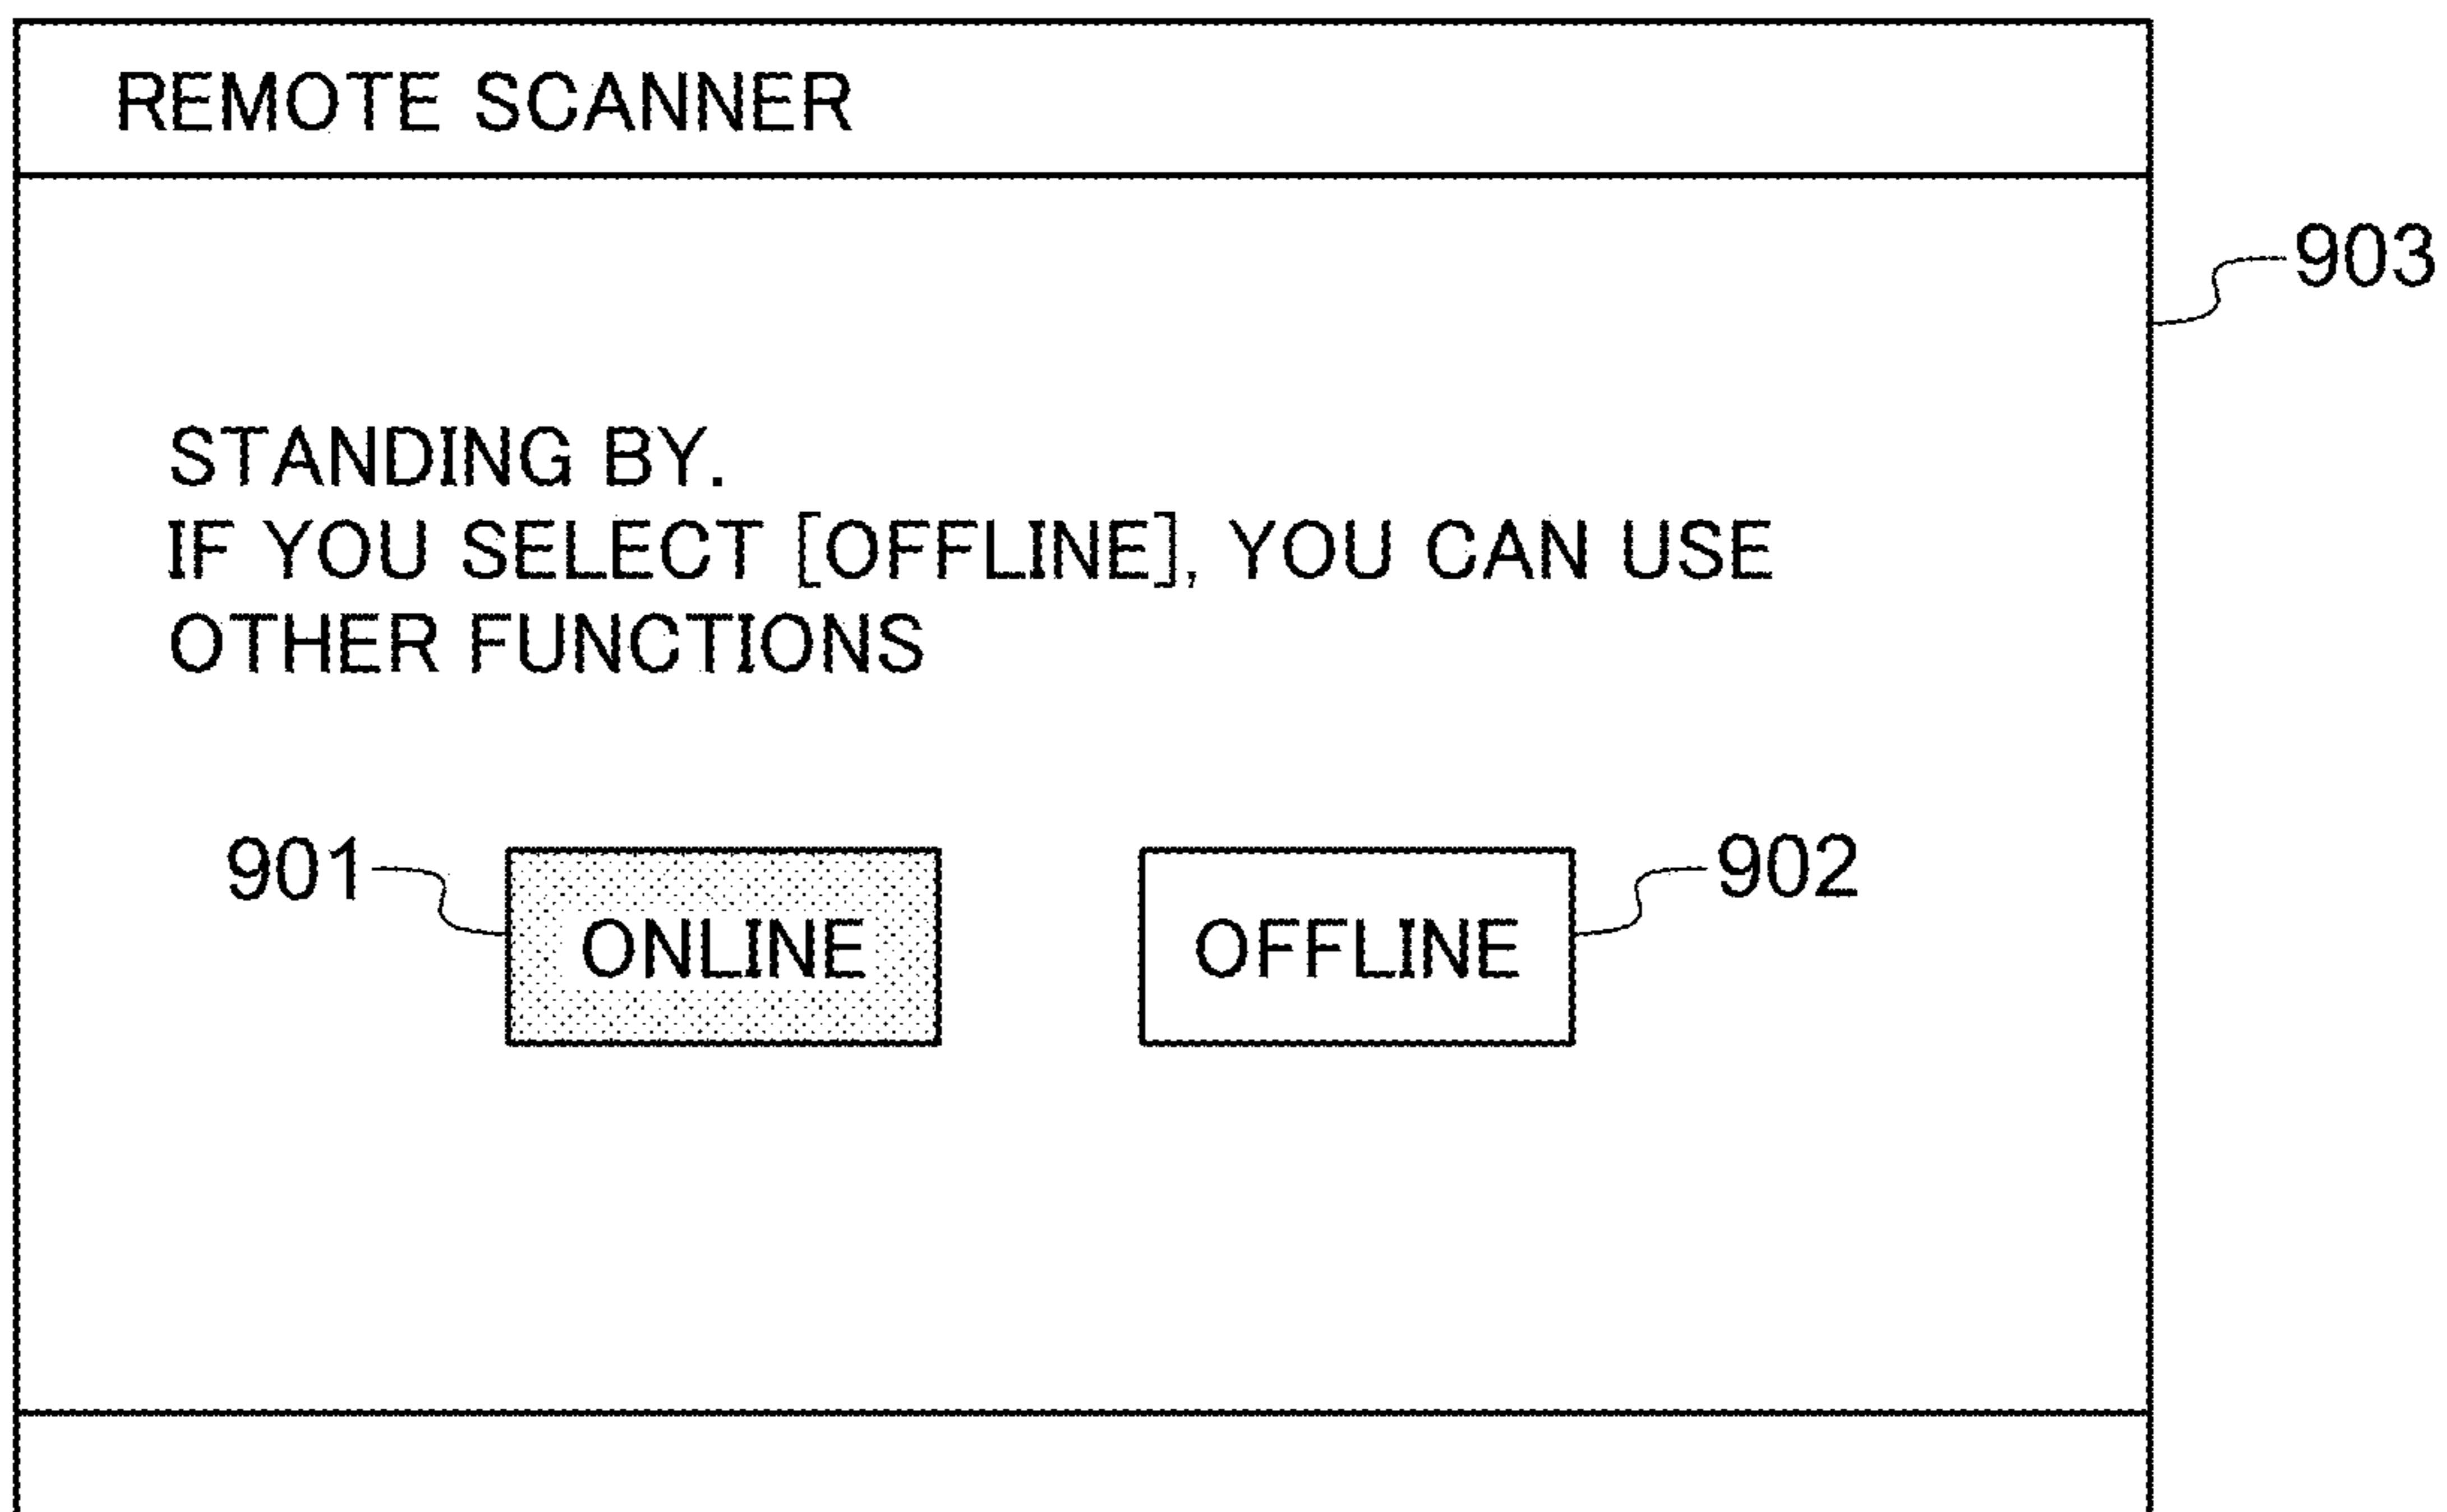 REMOTE SCANNER
903
STANDING BY.
IF YOU SELECT [OFFLINE], YOU CAN USE
OTHER FUNCTIONS
901
ONLINE
OFFLINE
902